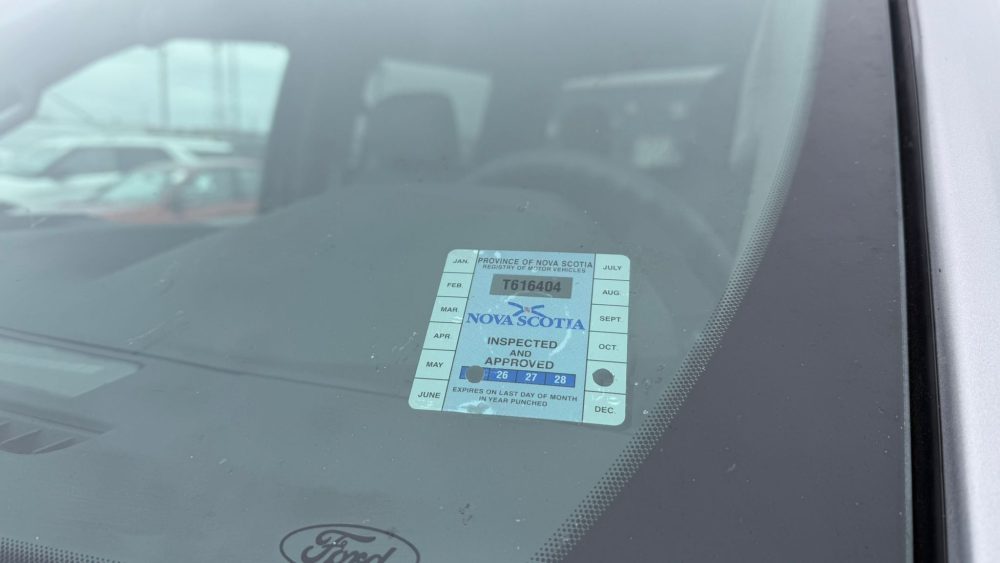 PROVINCE OF NOVA SCOTIA
REGISTRY OF MOTOR VEHICLES
T616404
NOVA SCOTIA
INSPECTED
AND
APPROVED
26 27 28
EXPIRES ON LAST DAY OF MONTH
IN YEAR PUNCHED
JAN.
FEB.
MAR.
APR.
MAY
JUNE
JULY
AUG.
SEPT.
OCT.
DEC.
Ford